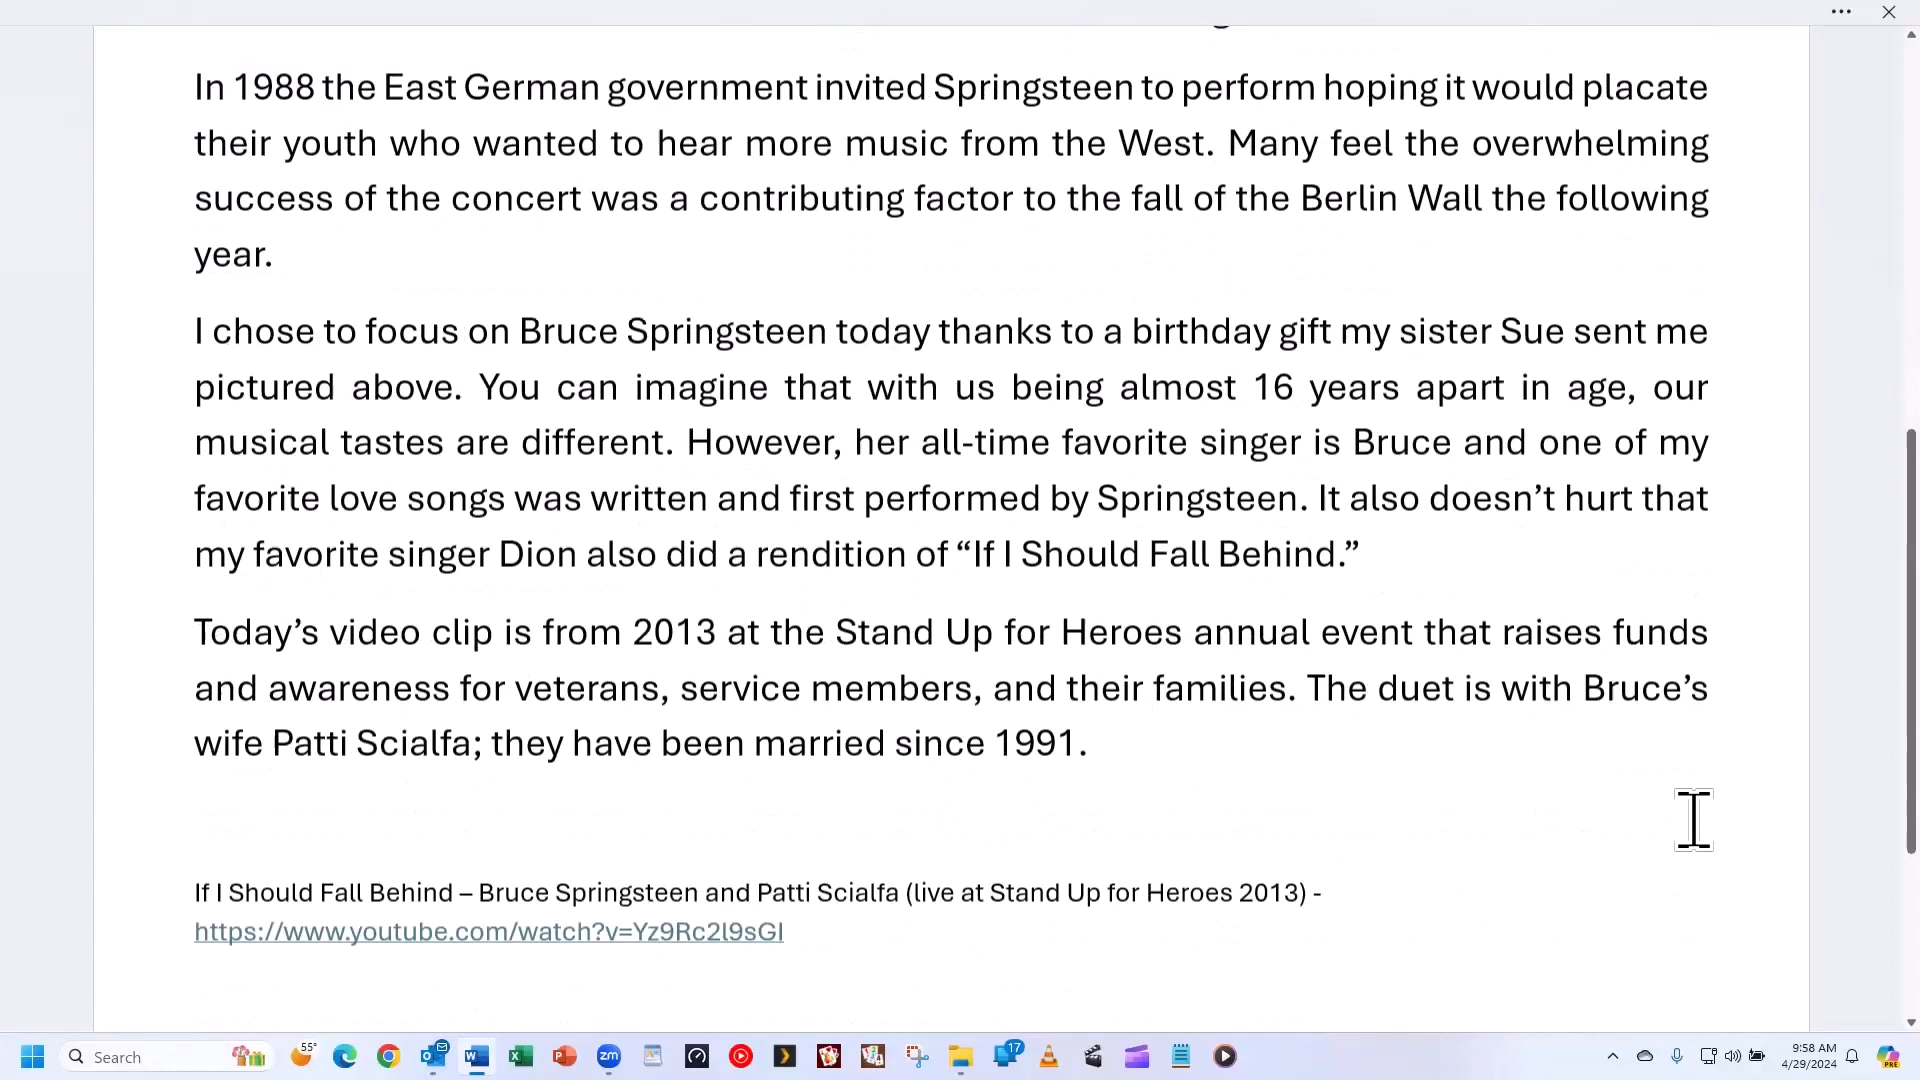 In 1988 the East German government invited Springsteen to perform hoping it would placate
their youth who wanted to hear more music from the West. Many feel the overwhelming
success of the concert was a contributing factor to the fall of the Berlin Wall the following
year.
I chose to focus on Bruce Springsteen today thanks to a birthday gift my sister Sue sent me
pictured above. You can imagine that with us being almost 16 years apart in age, our
musical tastes are different. However, her all-time favorite singer is Bruce and one of my
favorite love songs was written and first performed by Springsteen. It also doesn’t hurt that
my favorite singer Dion also did a rendition of “If I Should Fall Behind.”
Today’s video clip is from 2013 at the Stand Up for Heroes annual event that raises funds
and awareness for veterans, service members, and their families. The duet is with Bruce’s
wife Patti Scialfa; they have been married since 1991.
If I Should Fall Behind – Bruce Springsteen and Patti Scialfa (live at Stand Up for Heroes 2013) -
https://www.youtube.com/watch?v=Yz9Rc2l9sGI
Search
55°
zm
17
9:58 AM
4/29/2024
PRE